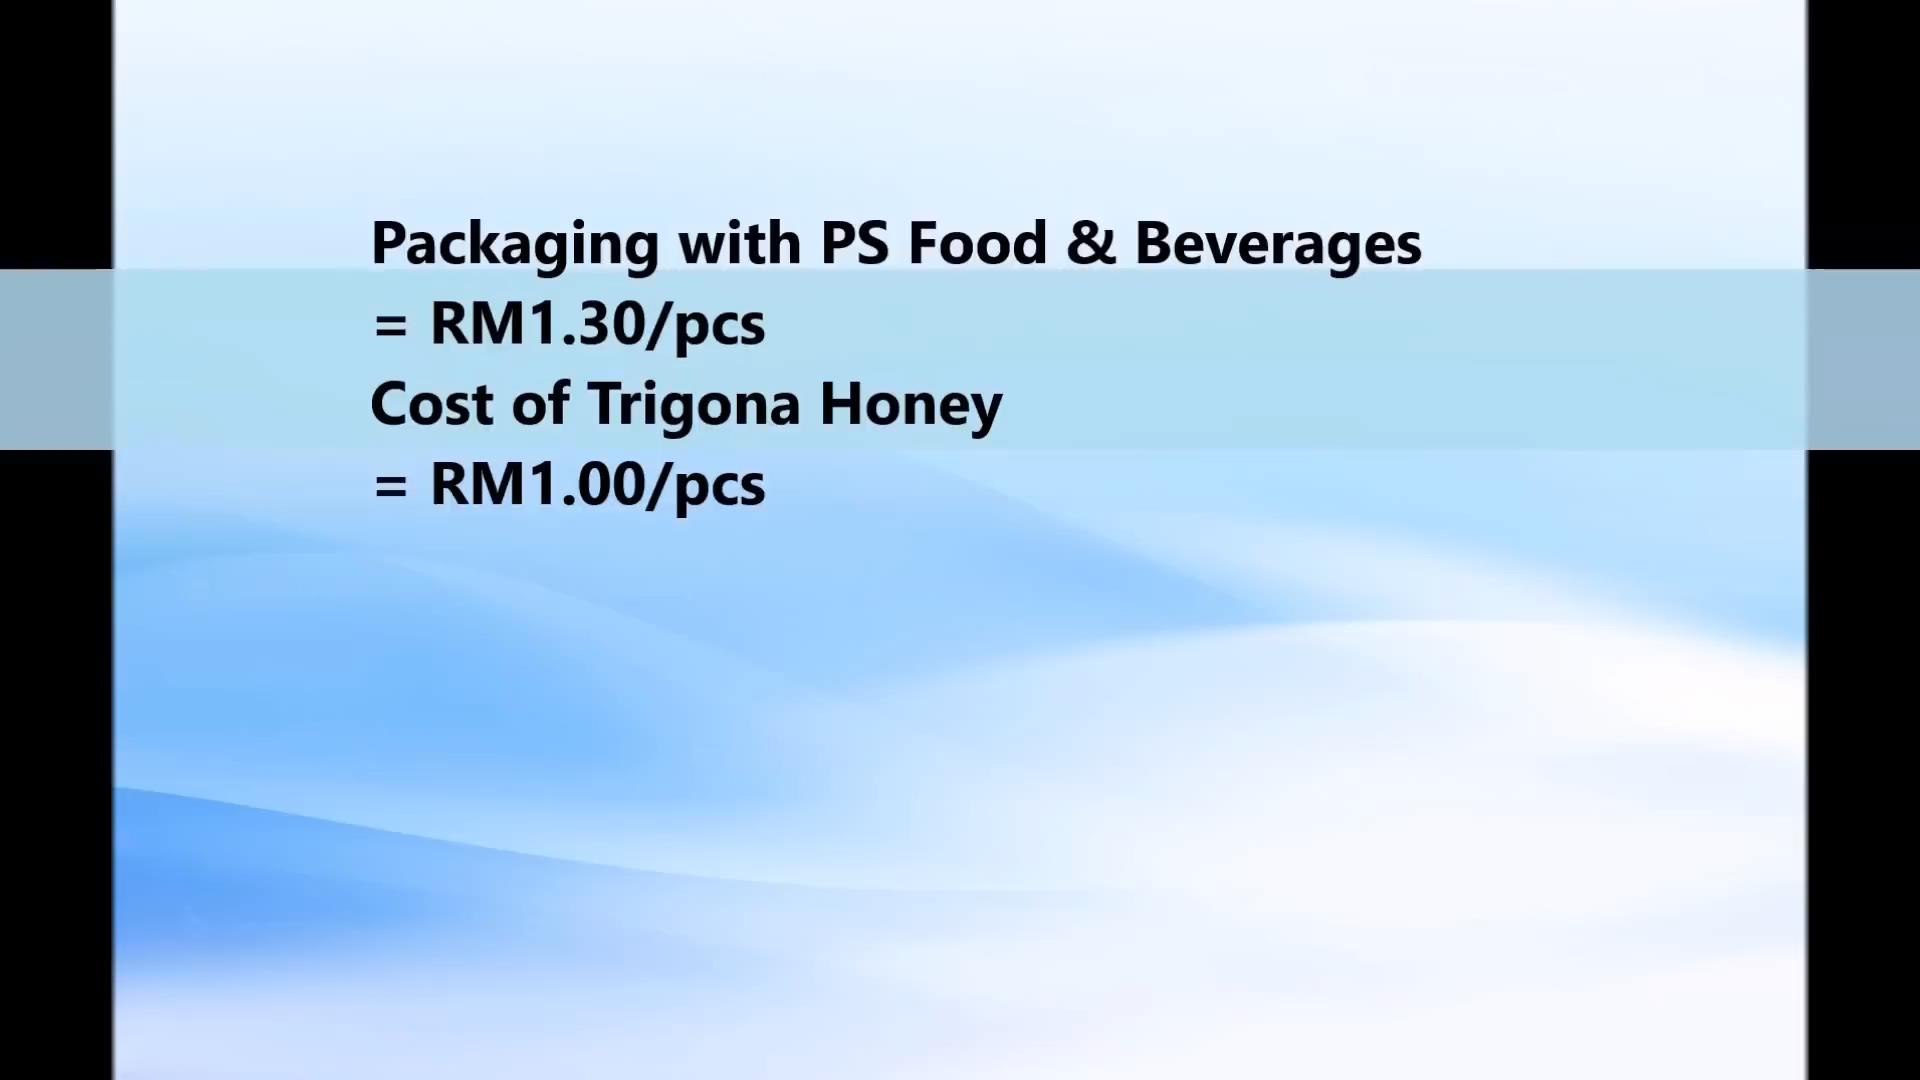 Packaging with PS Food & Beverages
= RM1.30/pcs
Cost of Trigona Honey
= RM1.00/pcs